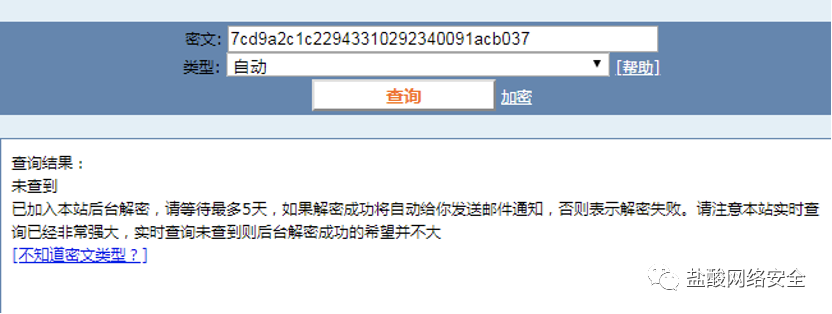 密文: 7cd9a2c1c22943310292340091acb037
类型: 自动 [帮助]
查询 加密
查询结果：
未查到
已加入本站后台解密，请等待最多5天，如果解密成功将自动给你发送邮件通知，否则表示解密失败。请注意本站实时查
询已经非常强大，实时查询未查到则后台解密成功的希望并不大
[不知道密文类型？]
盐酸网络安全